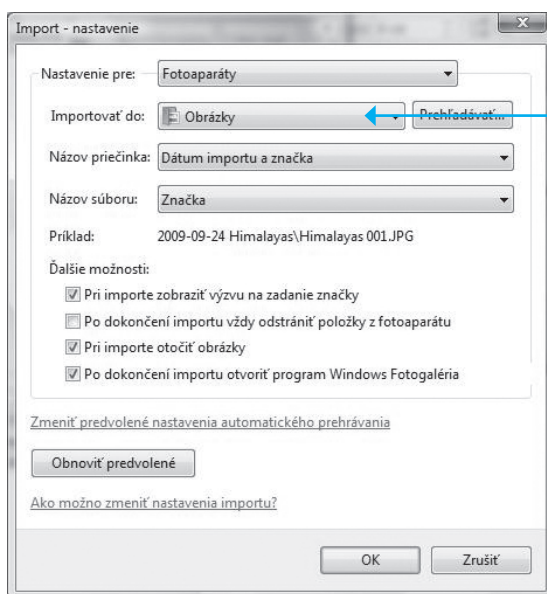 Import - nastavenie
Nastavenie pre: Fotoaparáty
Importovať do: Obrázky Prehľadávať...
Názov priečinka: Dátum importu a značka
Názov súboru: Značka
Príklad: 2009-09-24 Himalayas\Himalayas 001.JPG
Ďalšie možnosti:
Pri importe zobraziť výzvu na zadanie značky
Po dokončení importu vždy odstrániť položky z fotoaparátu
Pri importe otočiť obrázky
Po dokončení importu otvoriť program Windows Fotogaléria
Zmeniť predvolené nastavenia automatického prehrávania
Obnoviť predvolené
Ako možno zmeniť nastavenia importu?
OK Zrušiť